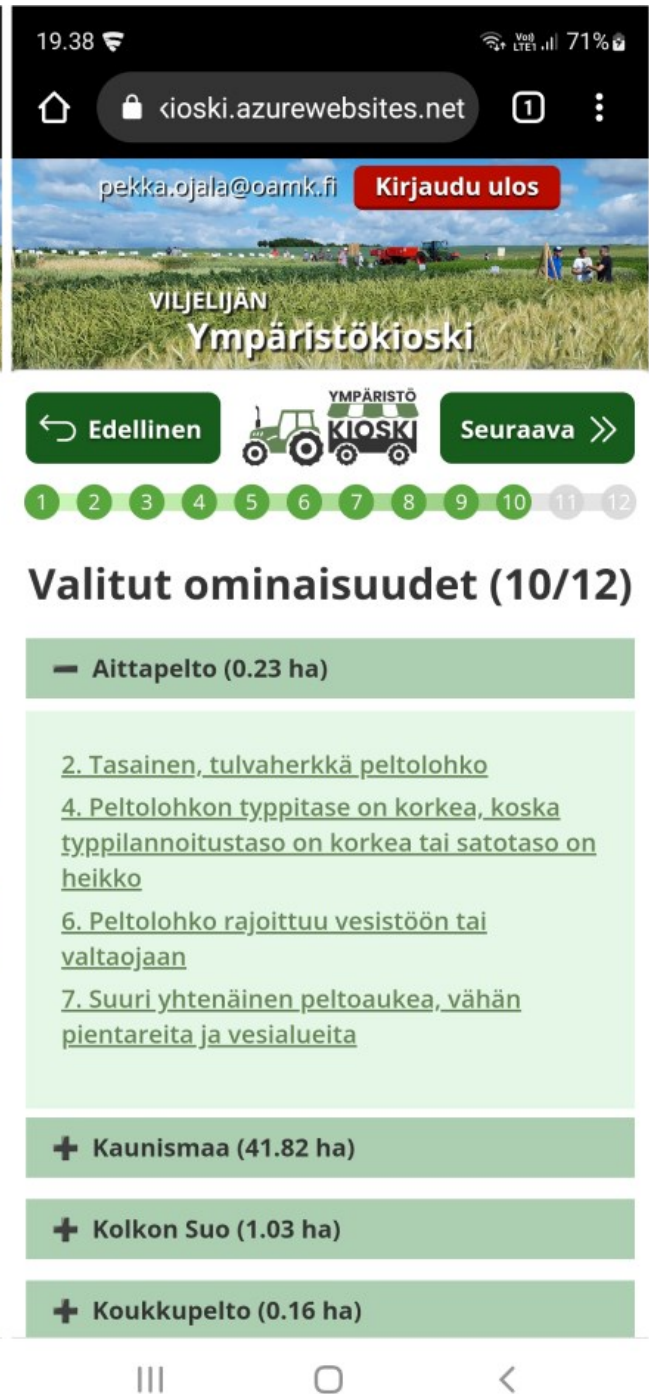 19.38
Vo)) LTE1 71%
kioski.azurewebsites.net 1
pekka.ojala@oamk.fi Kirjaudu ulos
VILJELIJÄN
Ympäristökioski
Edellinen
YMPÄRISTÖ
KIOSKI
Seuraava
1 2 3 4 5 6 7 8 9 10 11 12
Valitut ominaisuudet (10/12)
Aittapelto (0.23 ha)
2. Tasainen, tulvaherkkä peltolohko
4. Peltolohkon typpitase on korkea, koska
typpilannoitustaso on korkea tai satotaso on
heikko
6. Peltolohko rajoittuu vesistöön tai
valtaojaan
7. Suuri yhtenäinen peltoaukea, vähän
pientareita ja vesialueita
Kaunismaa (41.82 ha)
Kolkon Suo (1.03 ha)
Koukkupelto (0.16 ha)